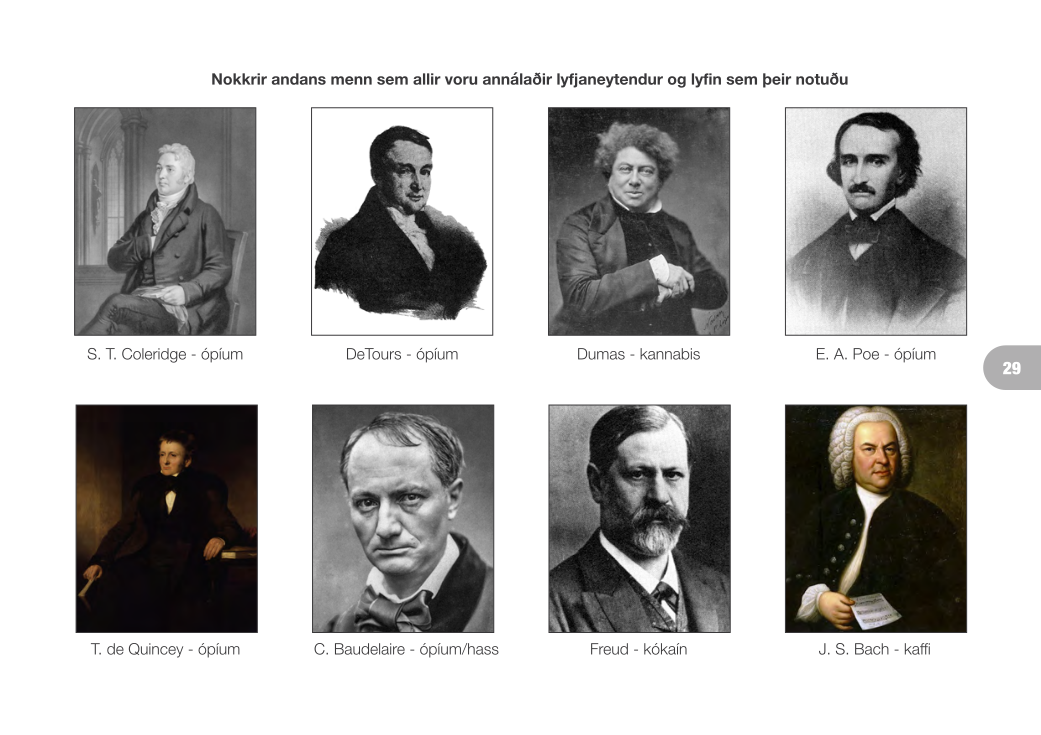 Nokkrir andans menn sem allir voru annálaðir lyfjaneytendur og lyfin sem þeir notuðu
S. T. Coleridge - ópíum
DeTours - ópíum
Dumas - kannabis
E. A. Poe - ópíum
29
T. de Quincey - ópíum
C. Baudelaire - ópíum/hass
Freud - kókaín
J. S. Bach - kaffi